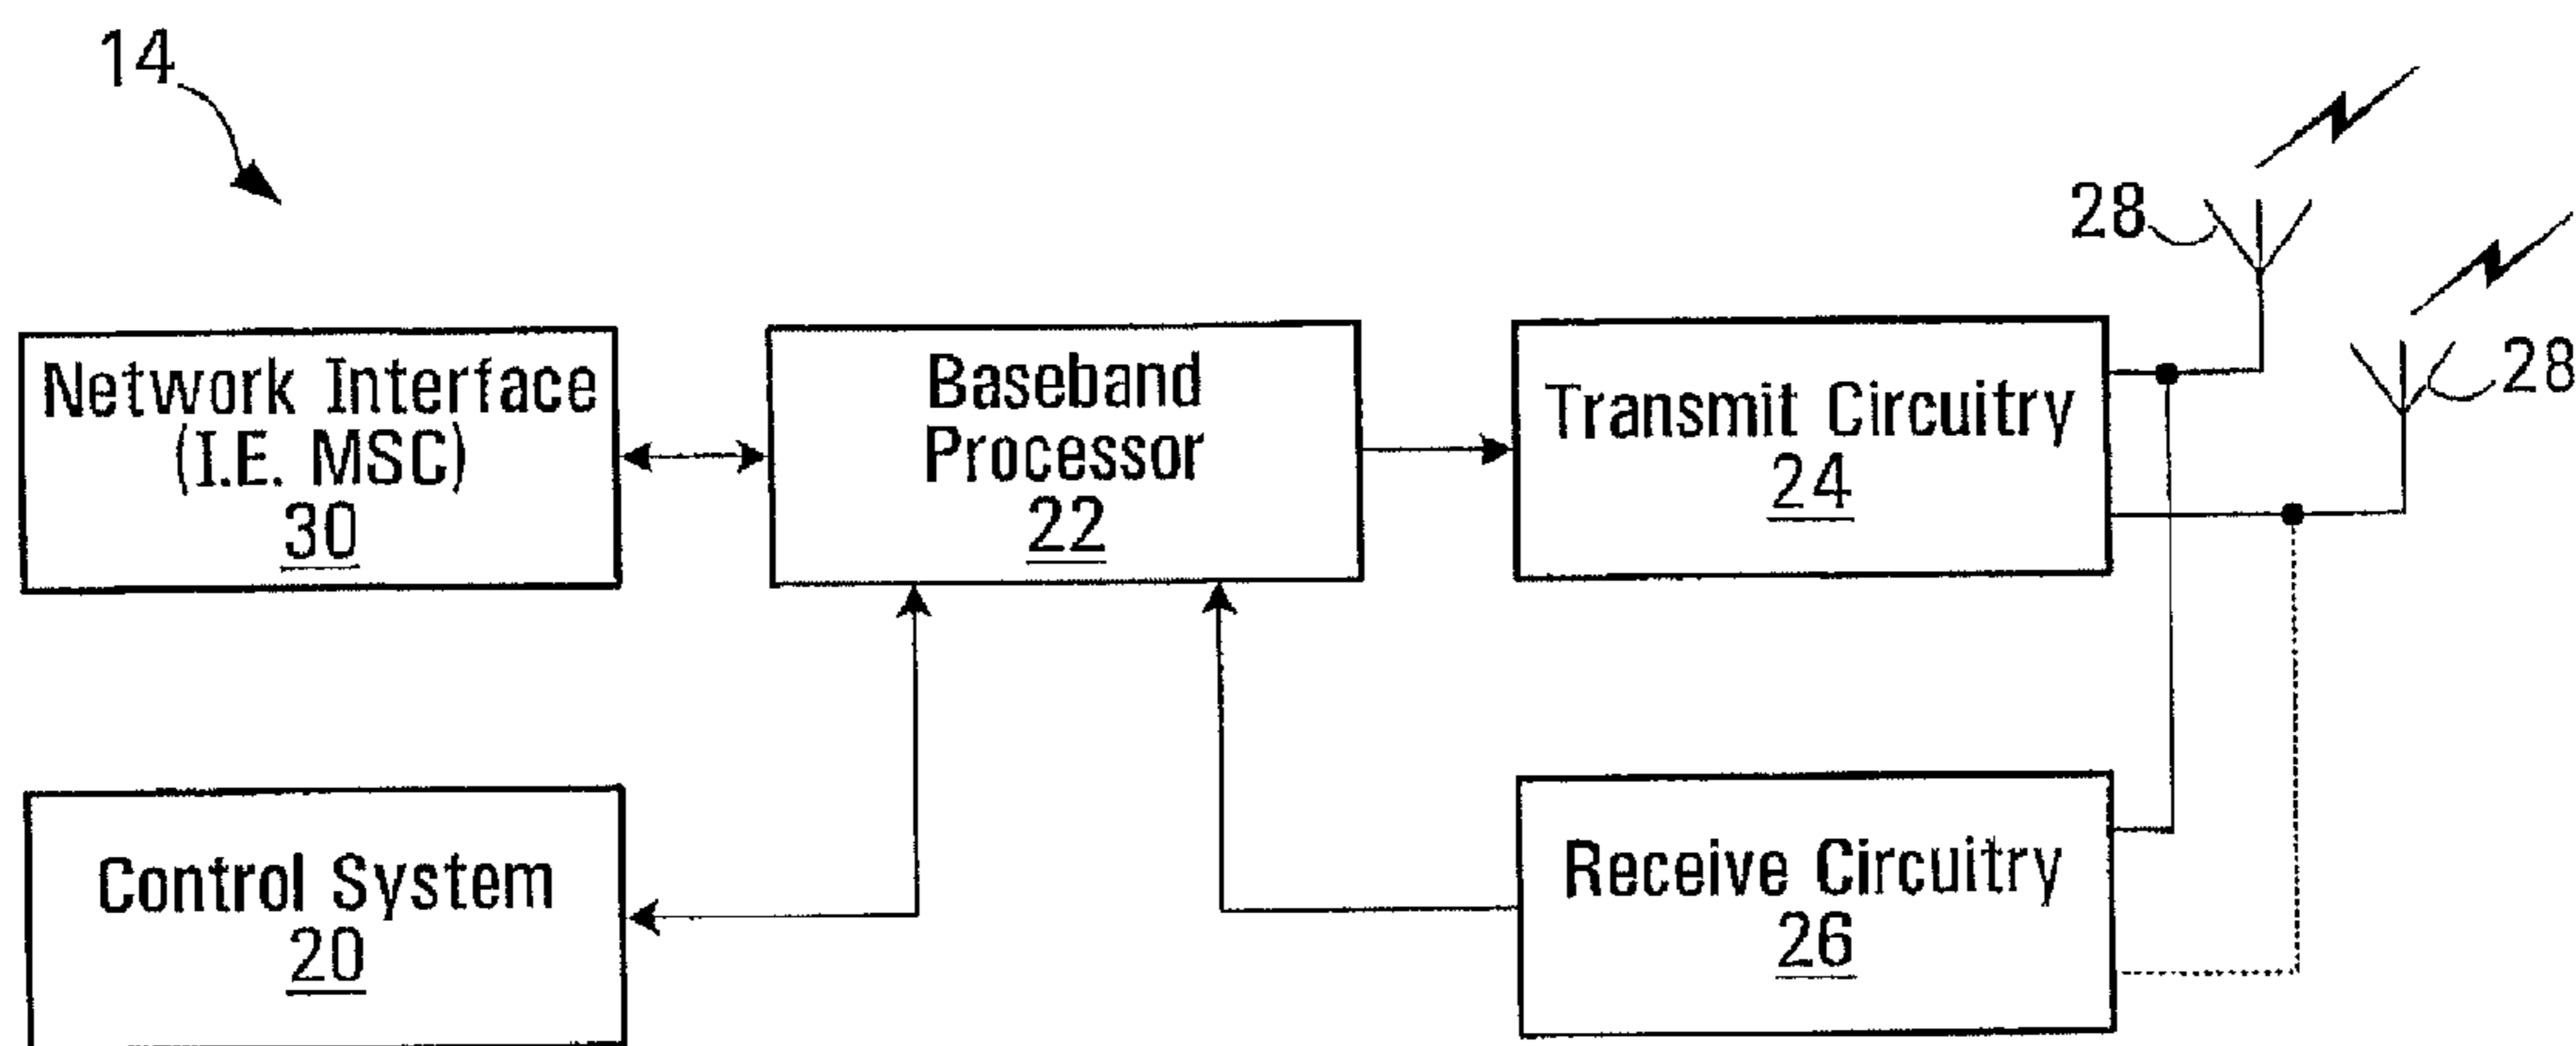 14
28
28
Network Interface
(I.E. MSC)
30
Baseband
Processor
22
Transmit Circuitry
24
Control System
20
Receive Circuitry
26